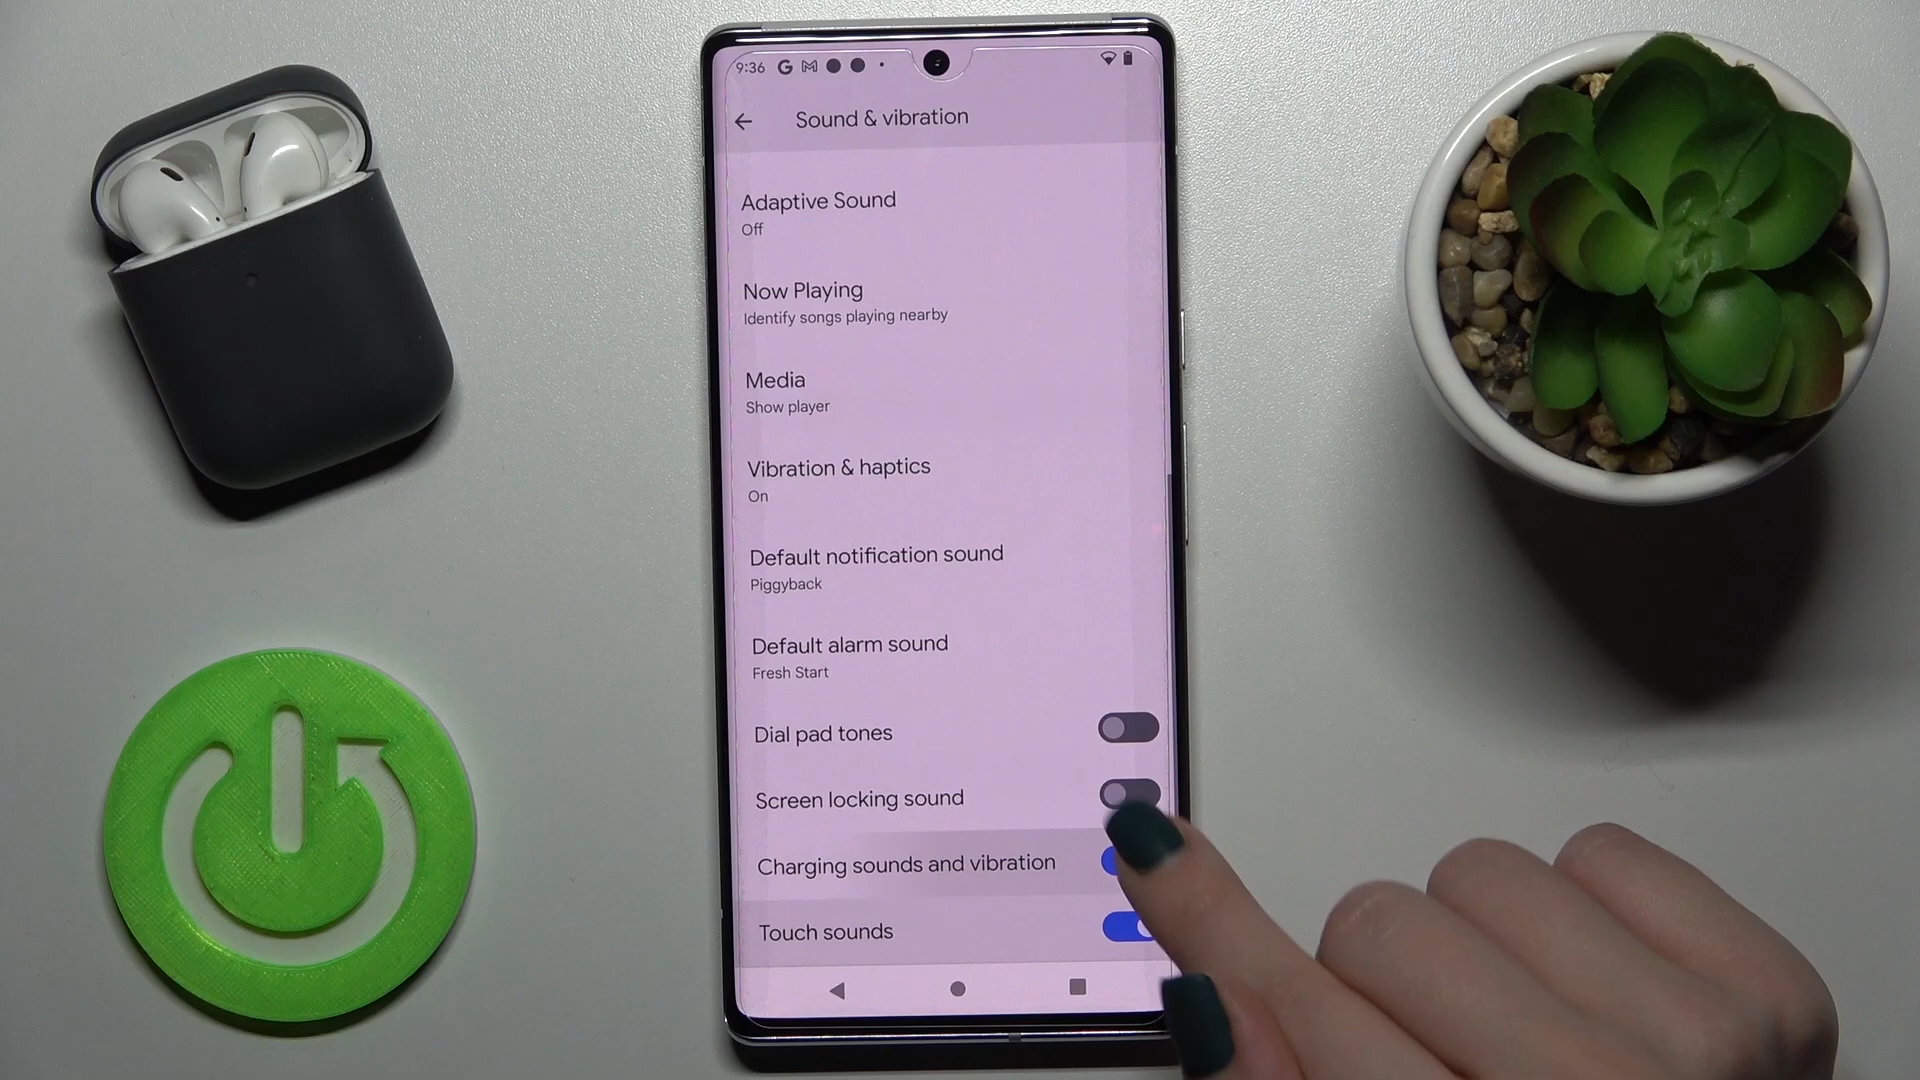 9:36
Sound & vibration
Adaptive Sound
Off
Now Playing
Identify songs playing nearby
Media
Show player
Vibration & haptics
On
Default notification sound
Piggyback
Default alarm sound
Fresh Start
Dial pad tones
Screen locking sound
Charging sounds and vibration
Touch sounds